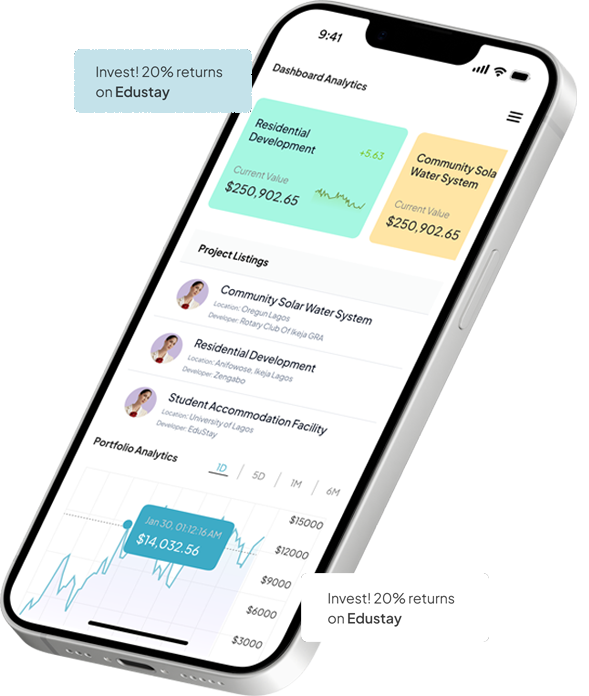 9:41
Invest! 20% returns
on Edustay
Dashboard Analytics
Residential
Development
+5.63
Current Value
$250,902.65
Community Sola
Water System
Current Value
$250,902.65
Project Listings
Community Solar Water System
Location: Oregun Lagos
Developer: Rotary Club Of Ikeja GRA
Residential Development
Location: Anifowose, Ikeja Lagos
Developer: Zengabo
Student Accommodation Facility
Location: University of Lagos
Developer: EduStay
Portfolio Analytics
1D
5D
1M
6M
Jan 30, 01:12:16 AM
$14,032.56
$15000
$12000
$9000
$6000
$3000
Invest! 20% returns
on Edustay